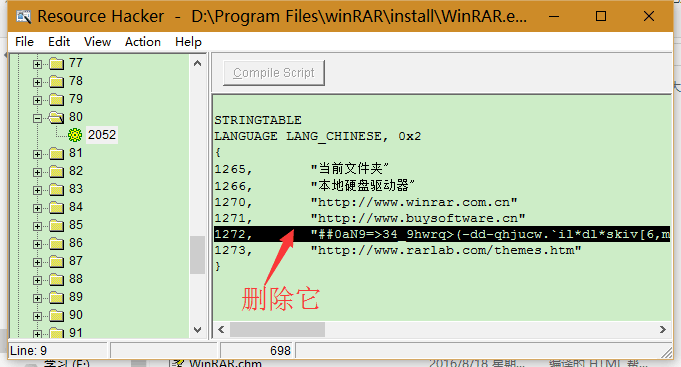 Resource Hacker - D:\Program Files\winRAR\install\WinRAR.e...
File Edit View Action Help
77
78
79
80
2052
81
82
83
84
85
86
87
88
89
90
91
Compile Script
STRINGTABLE
LANGUAGE LANG_CHINESE, 0x2
{
1265, "当前文件夹"
1266, "本地硬盘驱动器"
1270, "http://www.winrar.com.cn"
1271, "http://www.buysoftware.cn"
1272, "##0aN9=>34_9hwrq>(-dd-qhjucw.`il*dl*skiv[6,m
1273, "http://www.rarlab.com/themes.htm"
}
删除它
Line: 9 698
学习 (F:) WinRAR.chm 2016/8/18 星期... 编译的 HTML 帮...